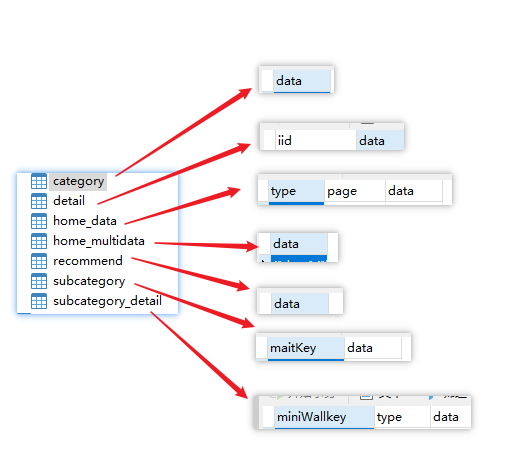 category
detail
home_data
home_multidata
recommend
subcategory
subcategory_detail
data
iid data
type page data
data
data
maitKey data
miniWallkey type data